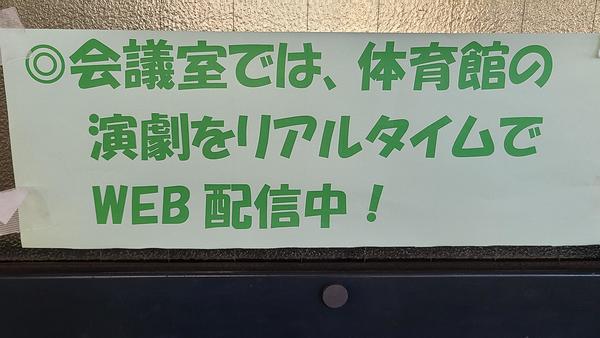 ◎会議室では、体育館の
演劇をリアルタイムで
WEB 配信中!